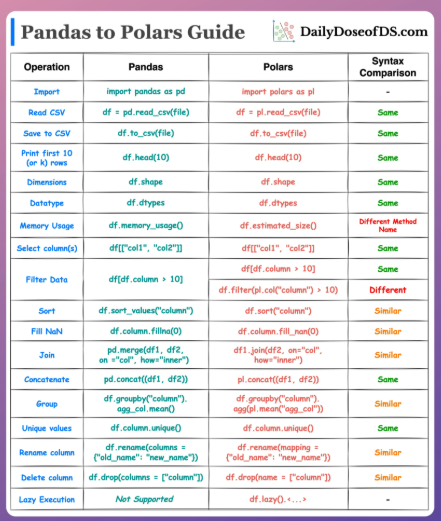 Pandas to Polars Guide
DailyDoseofDS.com
Operation Pandas Polars Syntax Comparison
Import import pandas as pd import polars as pl -
Read CSV df = pd.read_csv(file) df = pl.read_csv(file) Same
Save to CSV df.to_csv(file) df.to_csv(file) Same
Print first 10 (or k) rows df.head(10) df.head(10) Same
Dimensions df.shape df.shape Same
Datatype df.dtypes df.dtypes Same
Memory Usage df.memory_usage() df.estimated_size() Different Method Name
Select column(s) df[["col1", "col2"]] df[["col1", "col2"]] Same
Filter Data df[df.column > 10] df[df.column > 10] Same
df.filter(pl.col("column") > 10) Different
Sort df.sort_values("column") df.sort("column") Similar
Fill NaN df.column.fillna(0) df.column.fill_nan(0) Similar
Join pd.merge(df1, df2, on ="col", how="inner") df1.join(df2, on="col", how="inner") Similar
Concatenate pd.concat((df1, df2)) pl.concat((df1, df2)) Same
Group df.groupby("column").agg_col.mean() df.groupby("column").agg(pl.mean("agg_col")) Similar
Unique values df.column.unique() df.column.unique() Same
Rename column df.rename(columns = {"old_name": "new_name"}) df.rename(mapping = {"old_name": "new_name"}) Similar
Delete column df.drop(columns = ["column"]) df.drop(name = ["column"]) Similar
Lazy Execution Not Supported df.lazy().<...> -